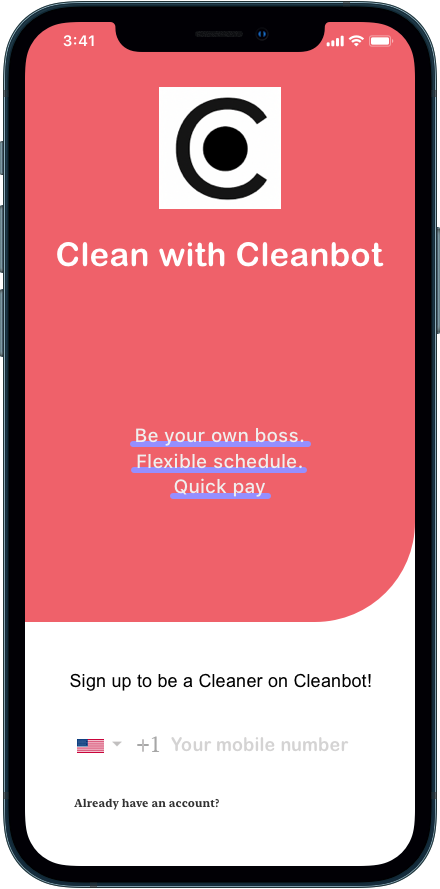 3:41
Clean with Cleanbot
Be your own boss.
Flexible schedule.
Quick pay
Sign up to be a Cleaner on Cleanbot!
+1 Your mobile number
Already have an account?